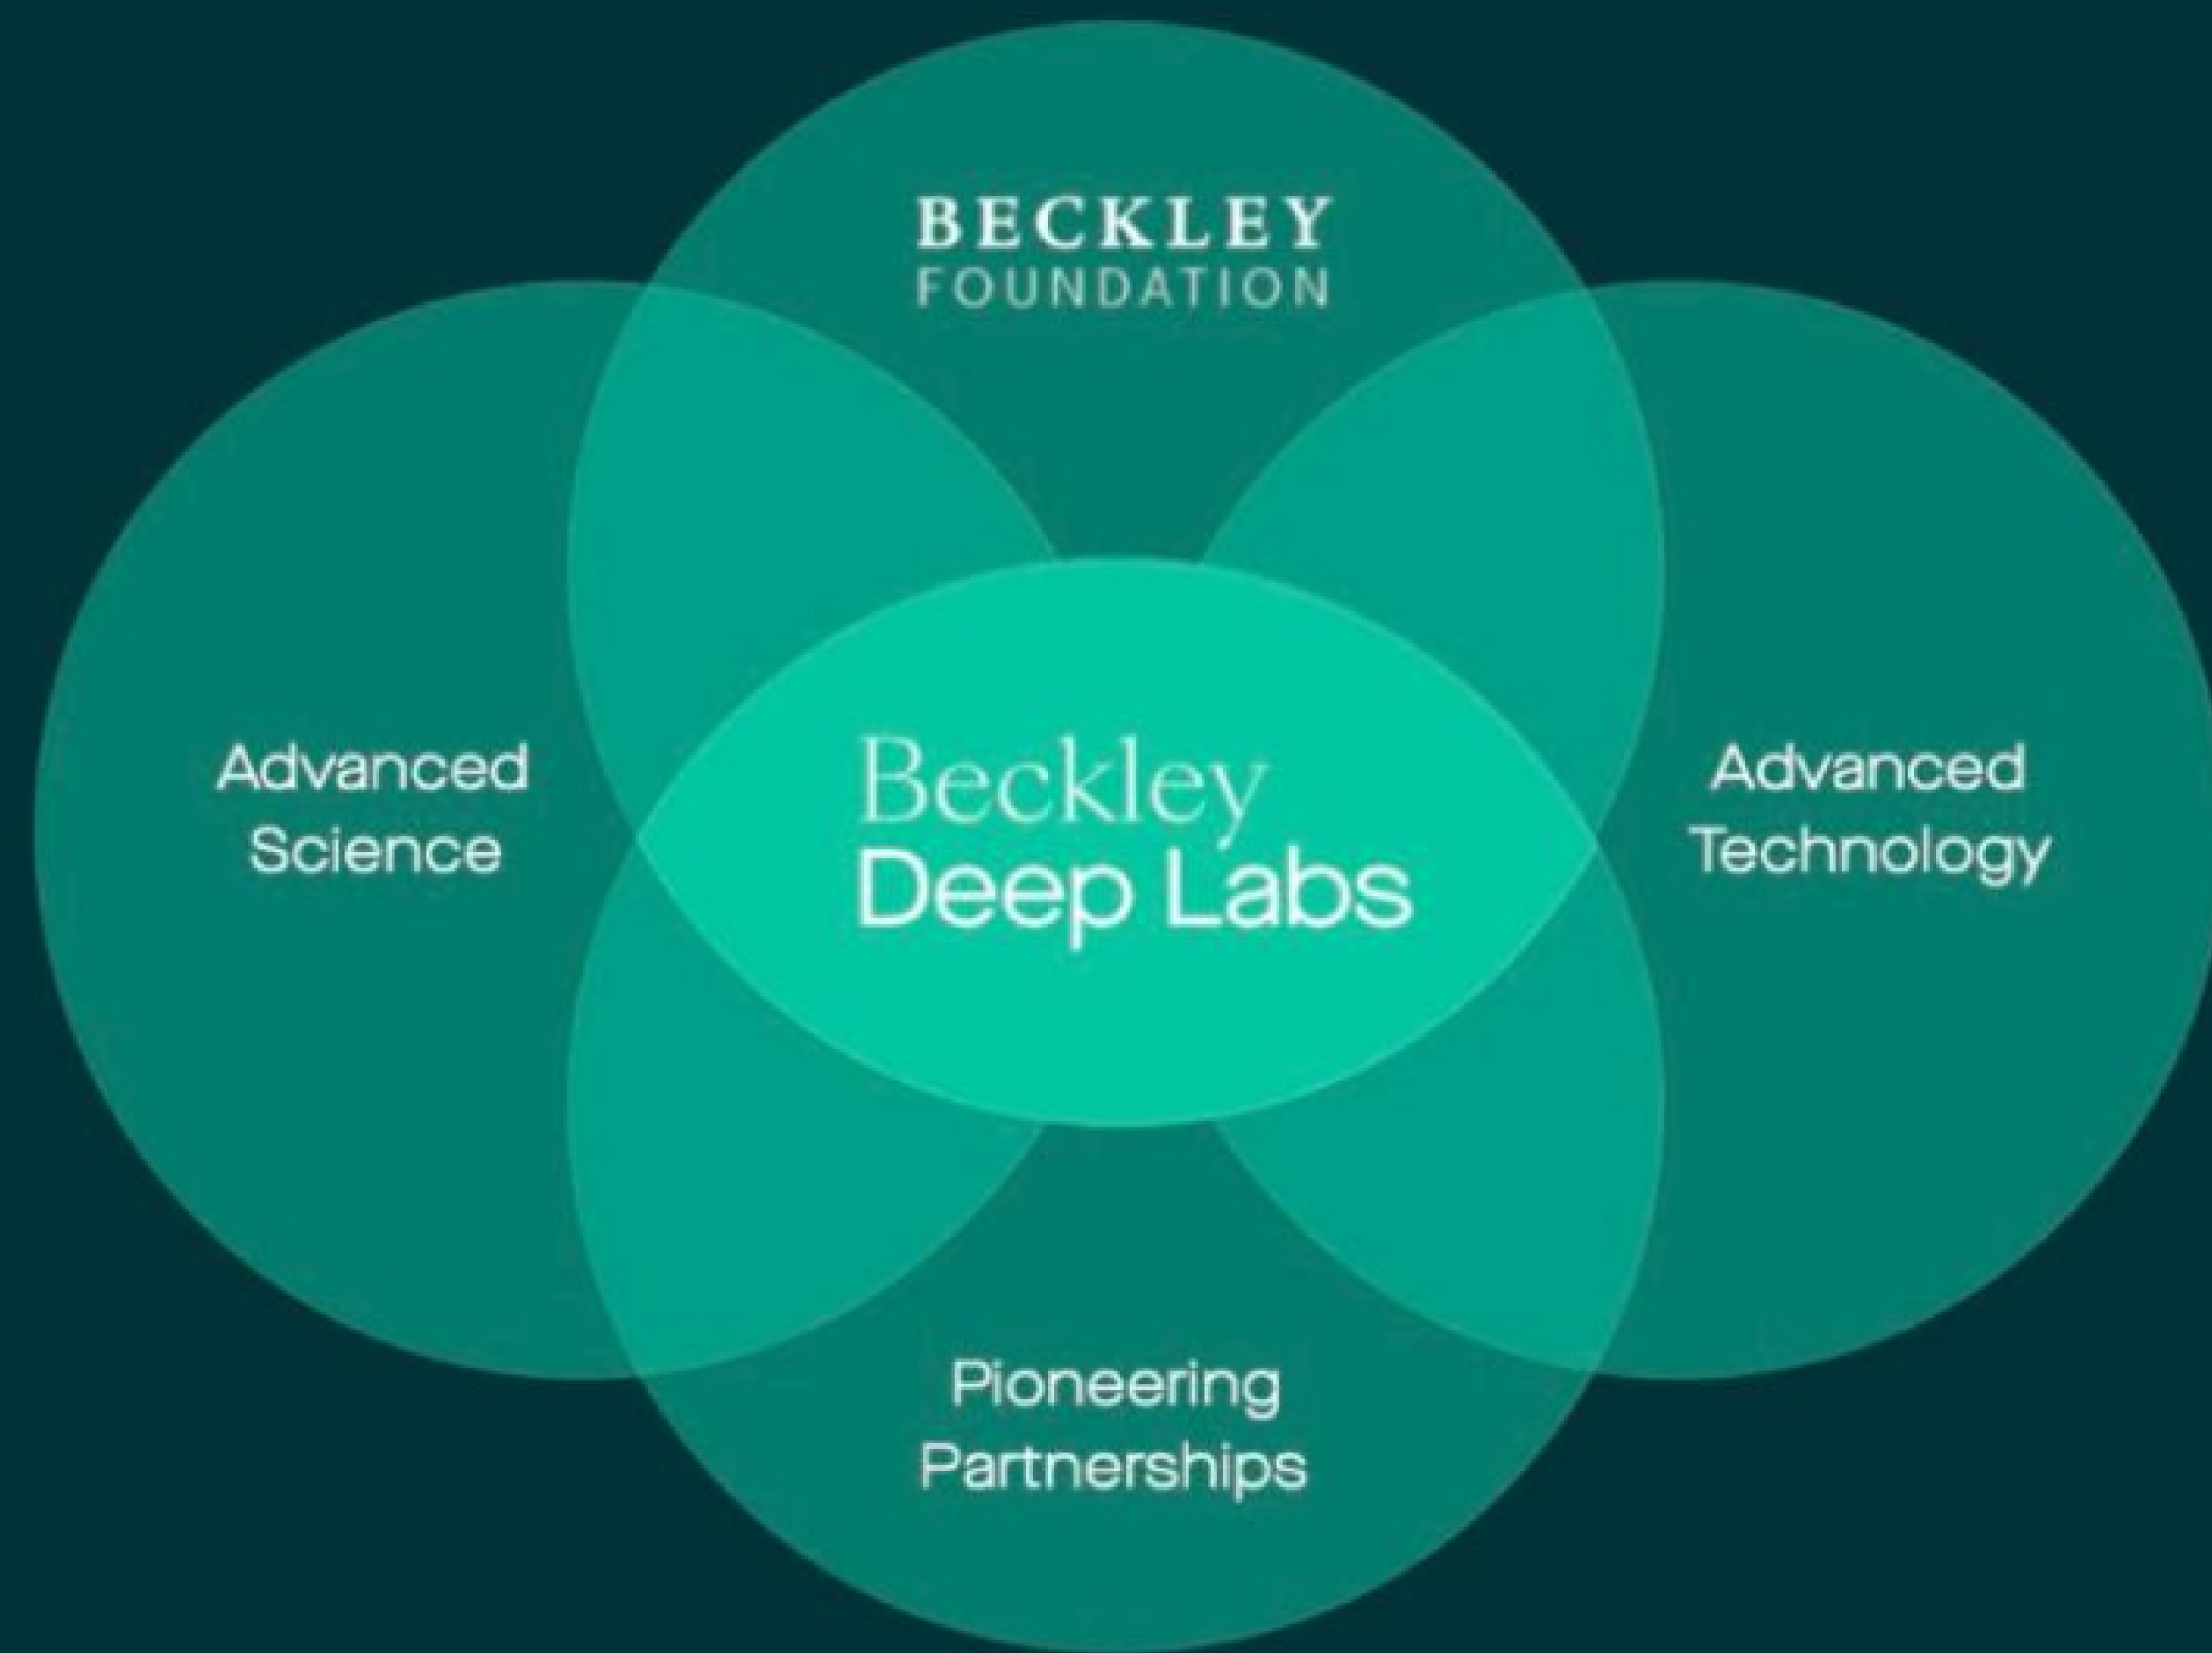 BECKLEY
FOUNDATION
Advanced
Science
Beckley
Deep Labs
Advanced
Technology
Pioneering
Partnerships